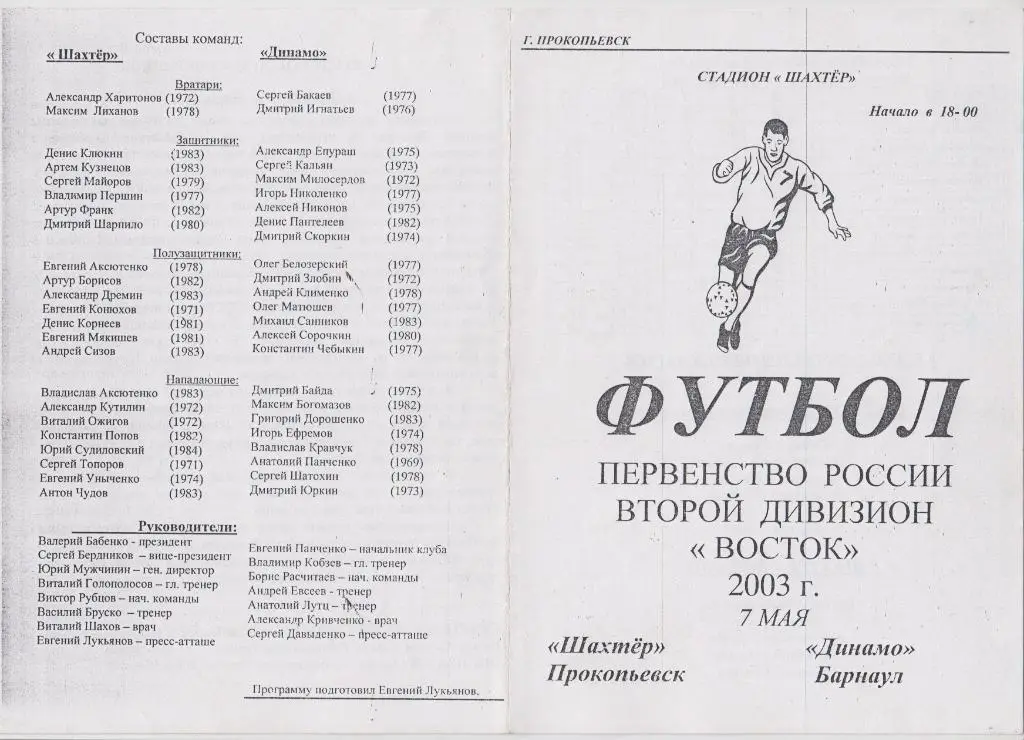 Составы команд:
« Шахтёр»
«Динамо»
Вратари:
Александр Харитонов (1972)
Максим Лиханов (1978)
Сергей Бакаев (1977)
Дмитрий Игнатьев (1976)
Защитники:
Денис Клюкин (1983)
Артем Кузнецов (1983)
Сергей Майоров (1979)
Владимир Першин (1977)
Артур Франк (1982)
Дмитрий Шарпило (1980)
Александр Епураш (1975)
Сергей Кальян (1973)
Максим Милосердов (1972)
Игорь Николенко (1977)
Алексей Никонов (1975)
Денис Пантелеев (1982)
Дмитрий Скоркин (1974)
Полузащитники:
Евгений Аксютенко (1978)
Артур Борисов (1982)
Александр Дремин (1983)
Евгений Конюхов (1971)
Денис Корнеев (1981)
Евгений Мякишев (1981)
Андрей Сизов (1983)
Олег Белозерский (1977)
Дмитрий Злобин (1972)
Андрей Клименко (1978)
Олег Матюшев (1977)
Михаил Санников (1983)
Алексей Сорочкин (1980)
Константин Чебыкин (1977)
Нападающие:
Владислав Аксютенко (1983)
Александр Кутилин (1972)
Виталий Ожигов (1972)
Константин Попов (1982)
Юрий Судиловский (1984)
Сергей Топоров (1971)
Евгений Уныченко (1974)
Антон Чудов (1983)
Дмитрий Байда (1975)
Максим Богомазов (1982)
Григорий Дорошенко (1983)
Игорь Ефремов (1974)
Владислав Кравчук (1978)
Анатолий Панченко (1969)
Сергей Шатохин (1978)
Дмитрий Юркин (1973)
Руководители:
Валерий Бабенко - президент
Сергей Бердников – вице-президент
Юрий Мужчинин – ген. директор
Виталий Голополосов – гл. тренер
Виктор Рубцов – нач. команды
Василий Бруско – тренер
Виталий Шахов – врач
Евгений Лукьянов – пресс-атташе
Евгений Панченко – начальник клуба
Владимир Кобзев – гл. тренер
Борис Расчитаев – нач. команды
Андрей Евсеев - тренер
Анатолий Лутц – тренер
Александр Кривченко - врач
Сергей Давыденко – пресс-атташе
Программу подготовил Евгений Лукьянов.
Г. ПРОКОПЬЕВСК
СТАДИОН « ШАХТЁР»
Начало в 18- 00
7
ФУТБОЛ
ПЕРВЕНСТВО РОССИИ
ВТОРОЙ ДИВИЗИОН
« ВОСТОК»
2003 г.
7 МАЯ
«Шахтёр» «Динамо»
Прокопьевск Барнаул